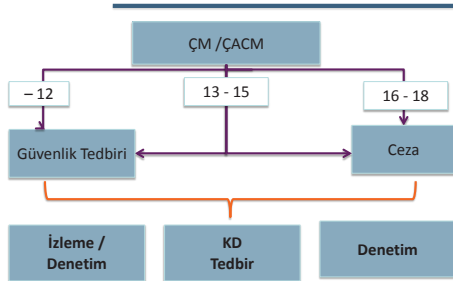 ÇM /ÇACM
– 12
13 - 15
16 - 18
Güvenlik Tedbiri
Ceza
İzleme /
Denetim
KD
Tedbir
Denetim